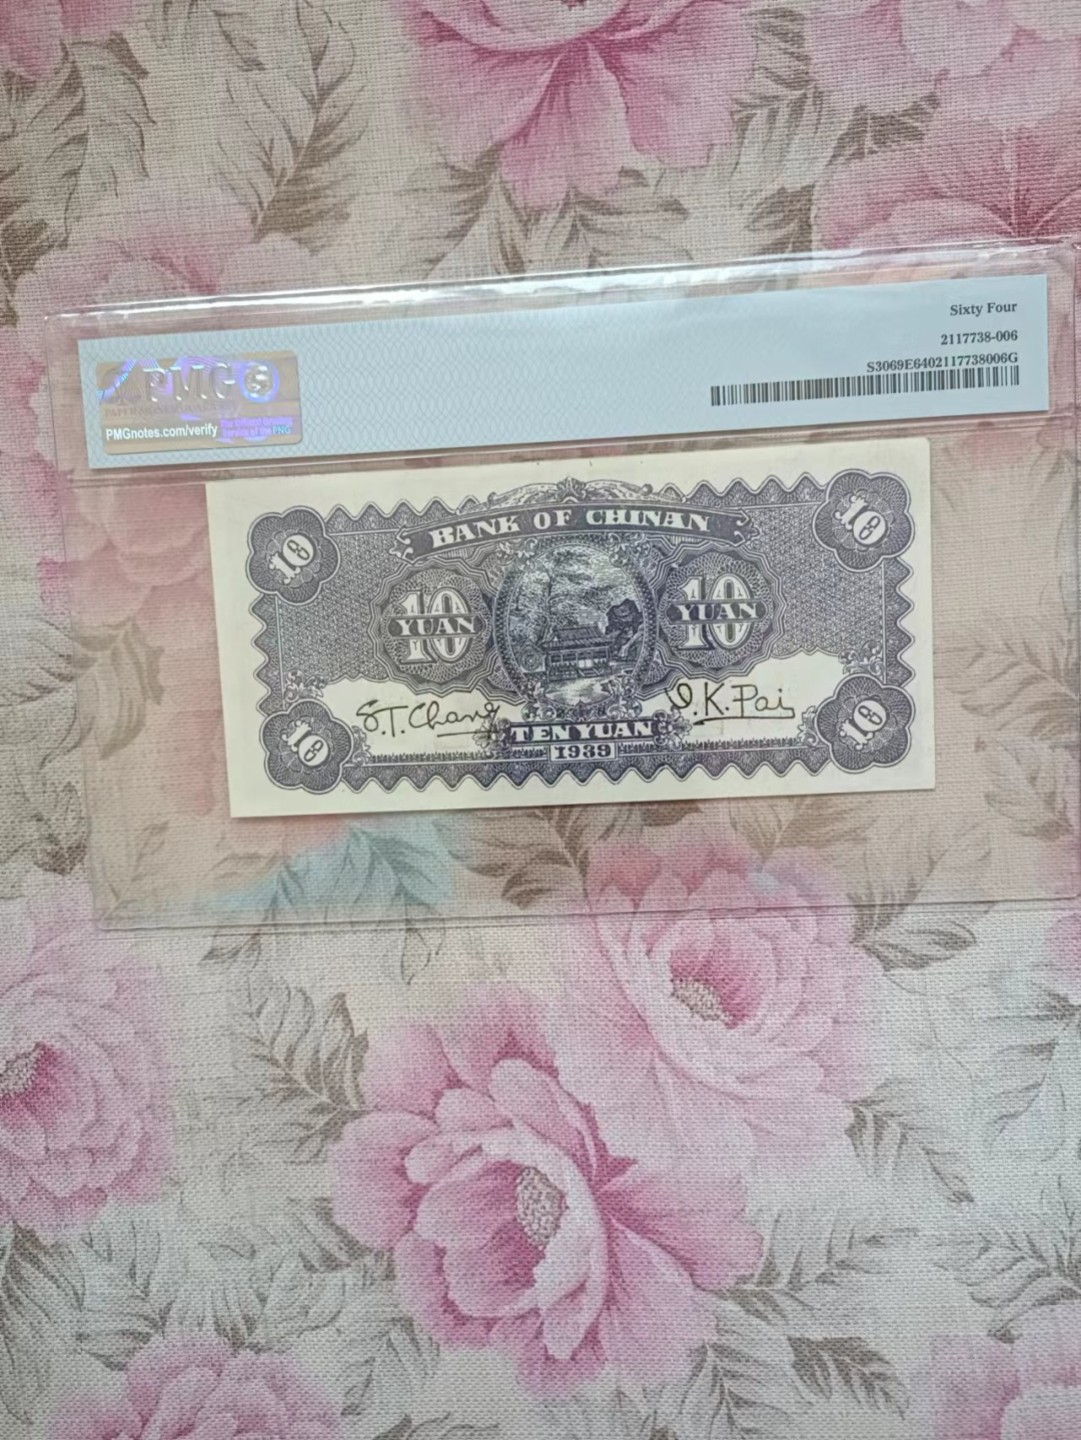 Sixty Four
2117738-006
S3069E6402117738006G
PMG
PMGnotes.com/verify
BANK OF CHINAN
10
10
10
YUAN
10
YUAN
S.T. Chang
K. Pai
10
TEN YUAN
10
1939